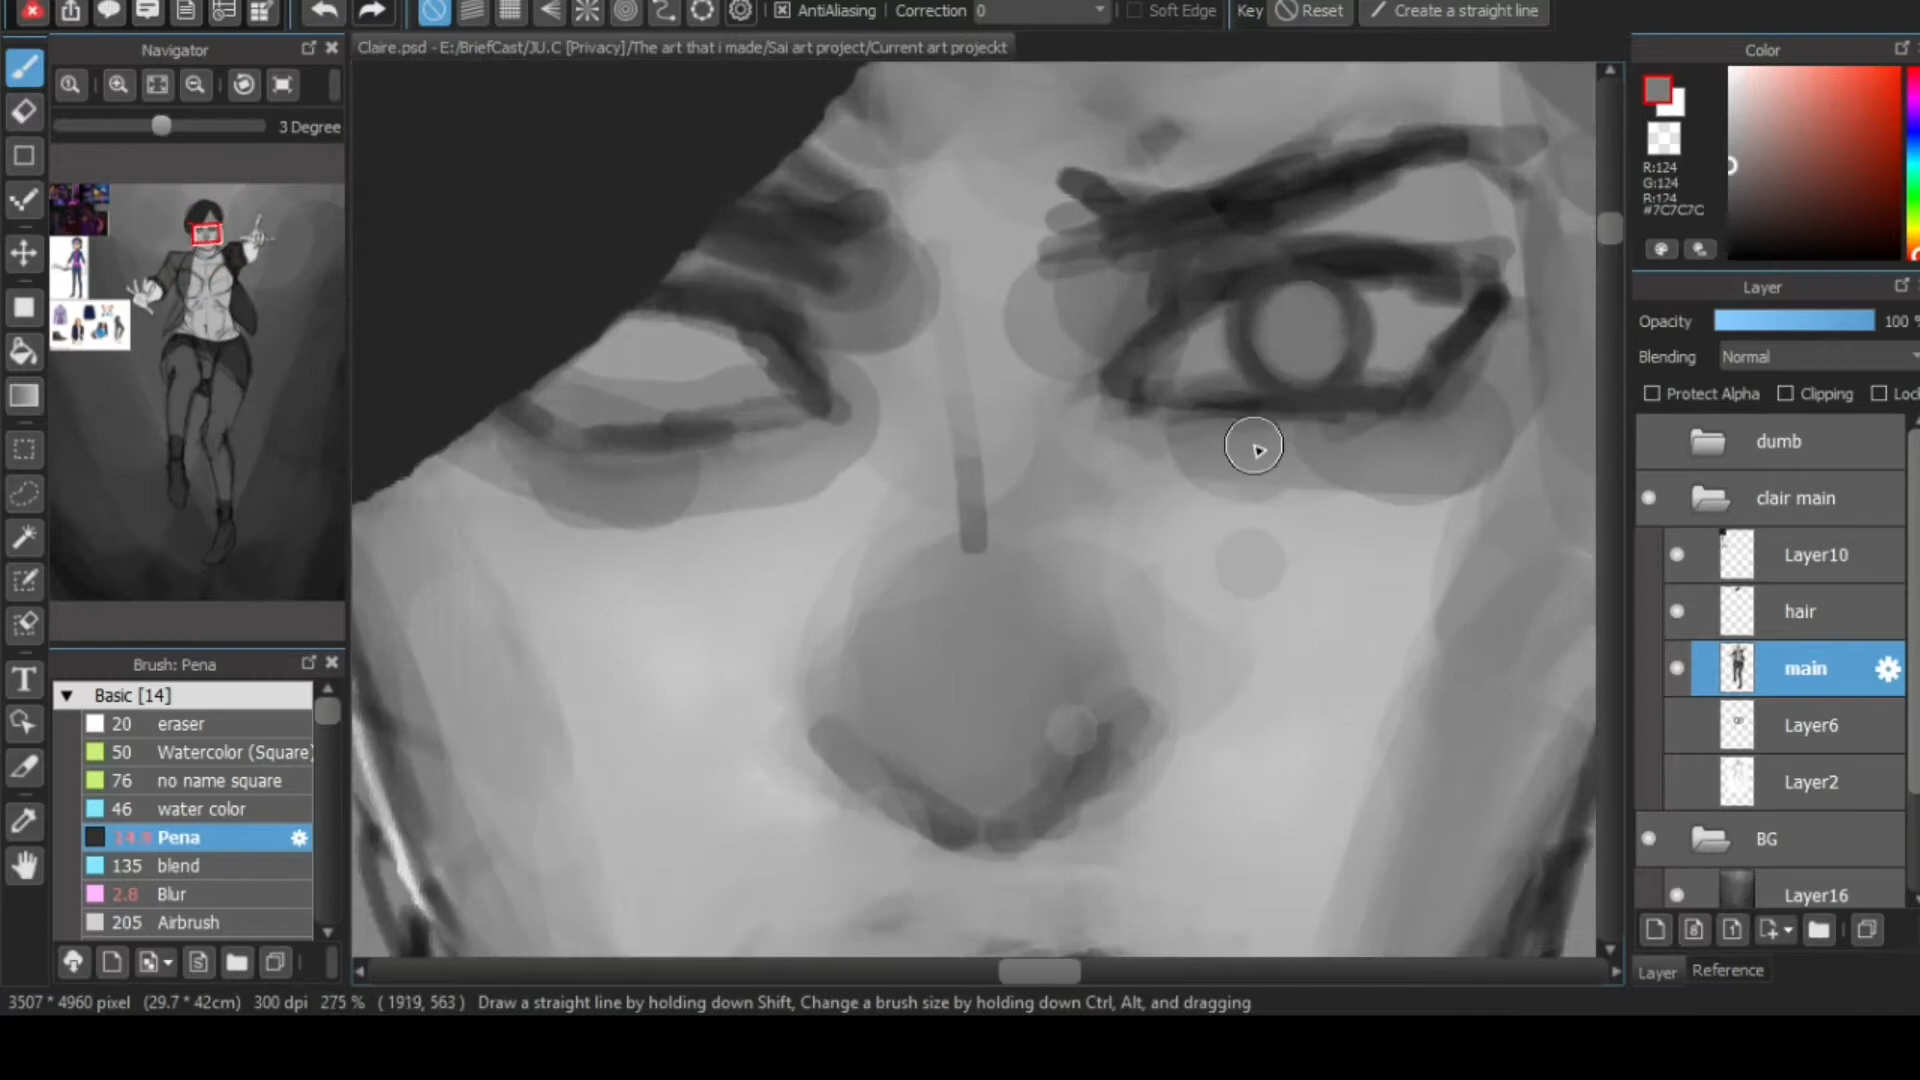 AntiAliasing
Correction 0
Soft Edge
Key
Reset
Create a straight line
Navigator
Claire.psd - E:/BriefCast/JU.C [Privacy]/The art that i made/Sai art project/Current art projeckt
Color
3 Degree
R:124
G:124
B:124
#7C7C7C
Layer
Opacity
100 %
Blending
Normal
Protect Alpha
Clipping
Lock
dumb
clair main
Layer10
hair
main
Layer6
Layer2
BG
Layer16
Layer
Reference
Brush: Pena
Basic [14]
20 eraser
50 Watercolor (Square)
76 no name square
46 water color
Pena
135 blend
2.8 Blur
205 Airbrush
3507 * 4960 pixel (29.7 * 42cm) 300 dpi 275 % ( 1919, 563 ) Draw a straight line by holding down Shift, Change a brush size by holding down Ctrl, Alt, and dragging